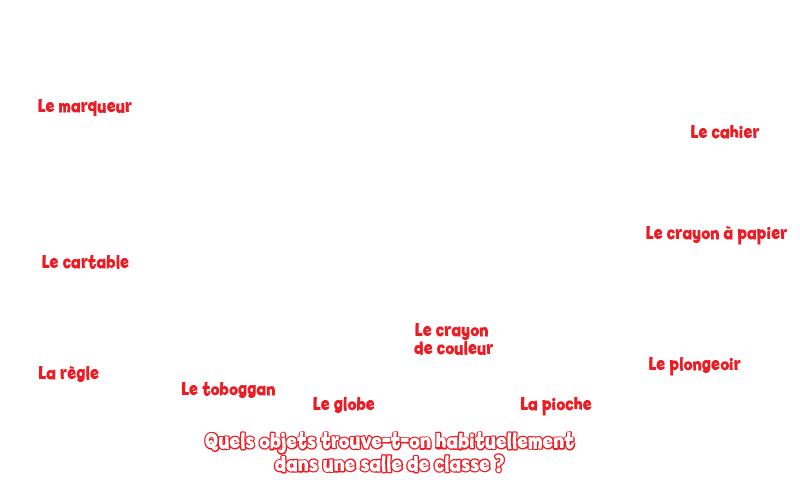 Le marqueur
Le cahier
Le crayon à papier
Le cartable
Le crayon
de couleur
Le plongeoir
La règle
Le toboggan
Le globe
La pioche
Quels objets trouve-t-on habituellement
dans une salle de classe ?